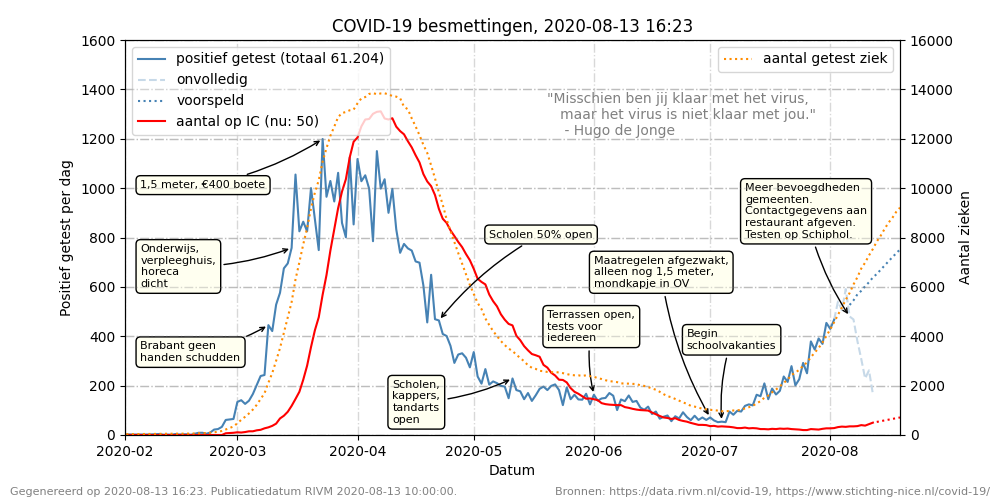 COVID-19 besmettingen, 2020-08-13 16:23
positief getest (totaal 61.204)
onvolledig
voorspeld
aantal op IC (nu: 50)
aantal getest ziek
"Misschien ben jij klaar met het virus,
maar het virus is niet klaar met jou."
- Hugo de Jonge
1,5 meter, €400 boete
Onderwijs,
verpleeghuis,
horeca
dicht
Brabant geen
handen schudden
Scholen 50% open
Scholen,
kappers,
tandarts
open
Terrassen open,
tests voor
iedereen
Maatregelen afgezwakt,
alleen nog 1,5 meter,
mondkapje in OV
Begin
schoolvakanties
Meer bevoegdheden
gemeenten.
Contactgegevens aan
restaurant afgeven.
Testen op Schiphol.
Positief getest per dag
1600
1400
1200
1000
800
600
400
200
0
Aantal zieken
16000
14000
12000
10000
8000
6000
4000
2000
0
2020-02
2020-03
2020-04
2020-05
2020-06
2020-07
2020-08
Datum
Gegenereerd op 2020-08-13 16:23. Publicatiedatum RIVM 2020-08-13 10:00:00.
Bronnen: https://data.rivm.nl/covid-19, https://www.stichting-nice.nl/covid-19/